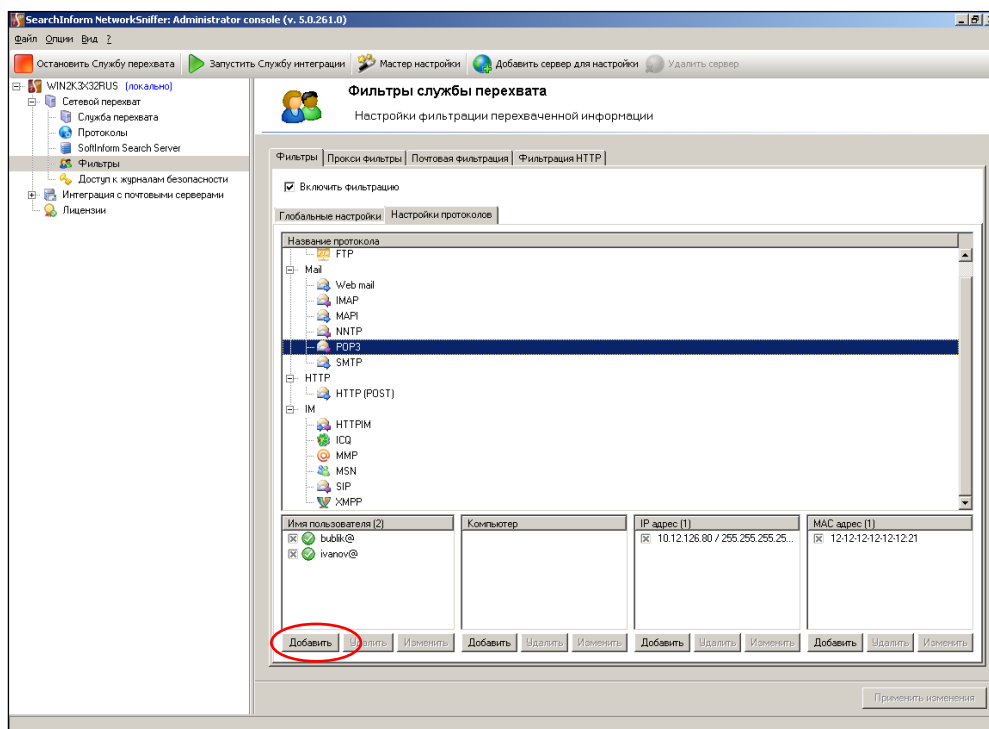 SearchInform NetworkSniffer: Administrator console (v. 5.0.261.0)
Файл Опции Вид ?
Остановить Службу перехвата Запустить Службу интеграции Мастер настройки Добавить сервер для настройки Удалить сервер
WIN2K3X32RUS (локально)
Сетевой перехват
Служба перехвата
Протоколы
SoftInform Search Server
Фильтры
Доступ к журналам безопасности
Интеграция с почтовыми серверами
Лицензии
Фильтры службы перехвата
Настройки фильтрации перехваченной информации
Фильтры Прокси фильтры Почтовая фильтрация Фильтрация HTTP
Включить фильтрацию
Глобальные настройки Настройки протоколов
Название протокола
FTP
Mail
Web mail
IMAP
MAPI
NNTP
POP3
SMTP
HTTP
HTTP (POST)
IM
HTTPIM
ICQ
MMP
MSN
SIP
XMPP
Имя пользователя (2) Компьютер IP адрес (1) MAC адрес (1)
bublik@ 10.12.126.80 / 255.255.255.25... 12-12-12-12-12-12:21
ivanov@
Добавить Удалить Изменить Добавить Удалить Изменить Добавить Удалить Изменить Добавить Удалить Изменить
Применить изменения